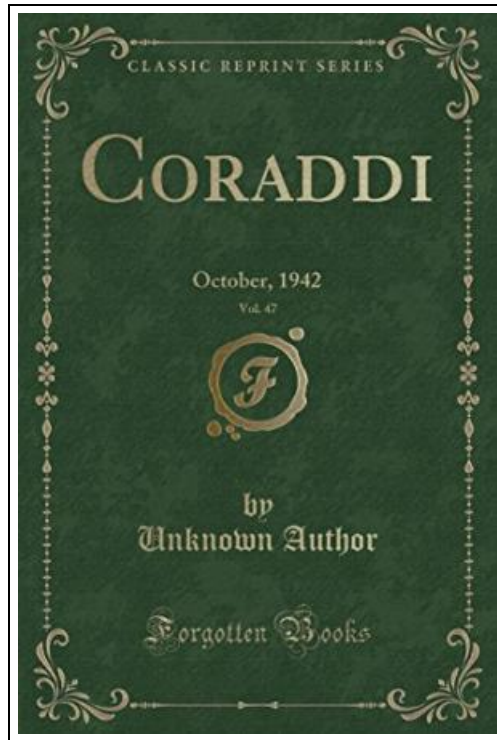 CLASSIC REPRINT SERIES
CORADDI
October, 1942
Vol. 47
F
by
Unknown Author
Forgotten Books